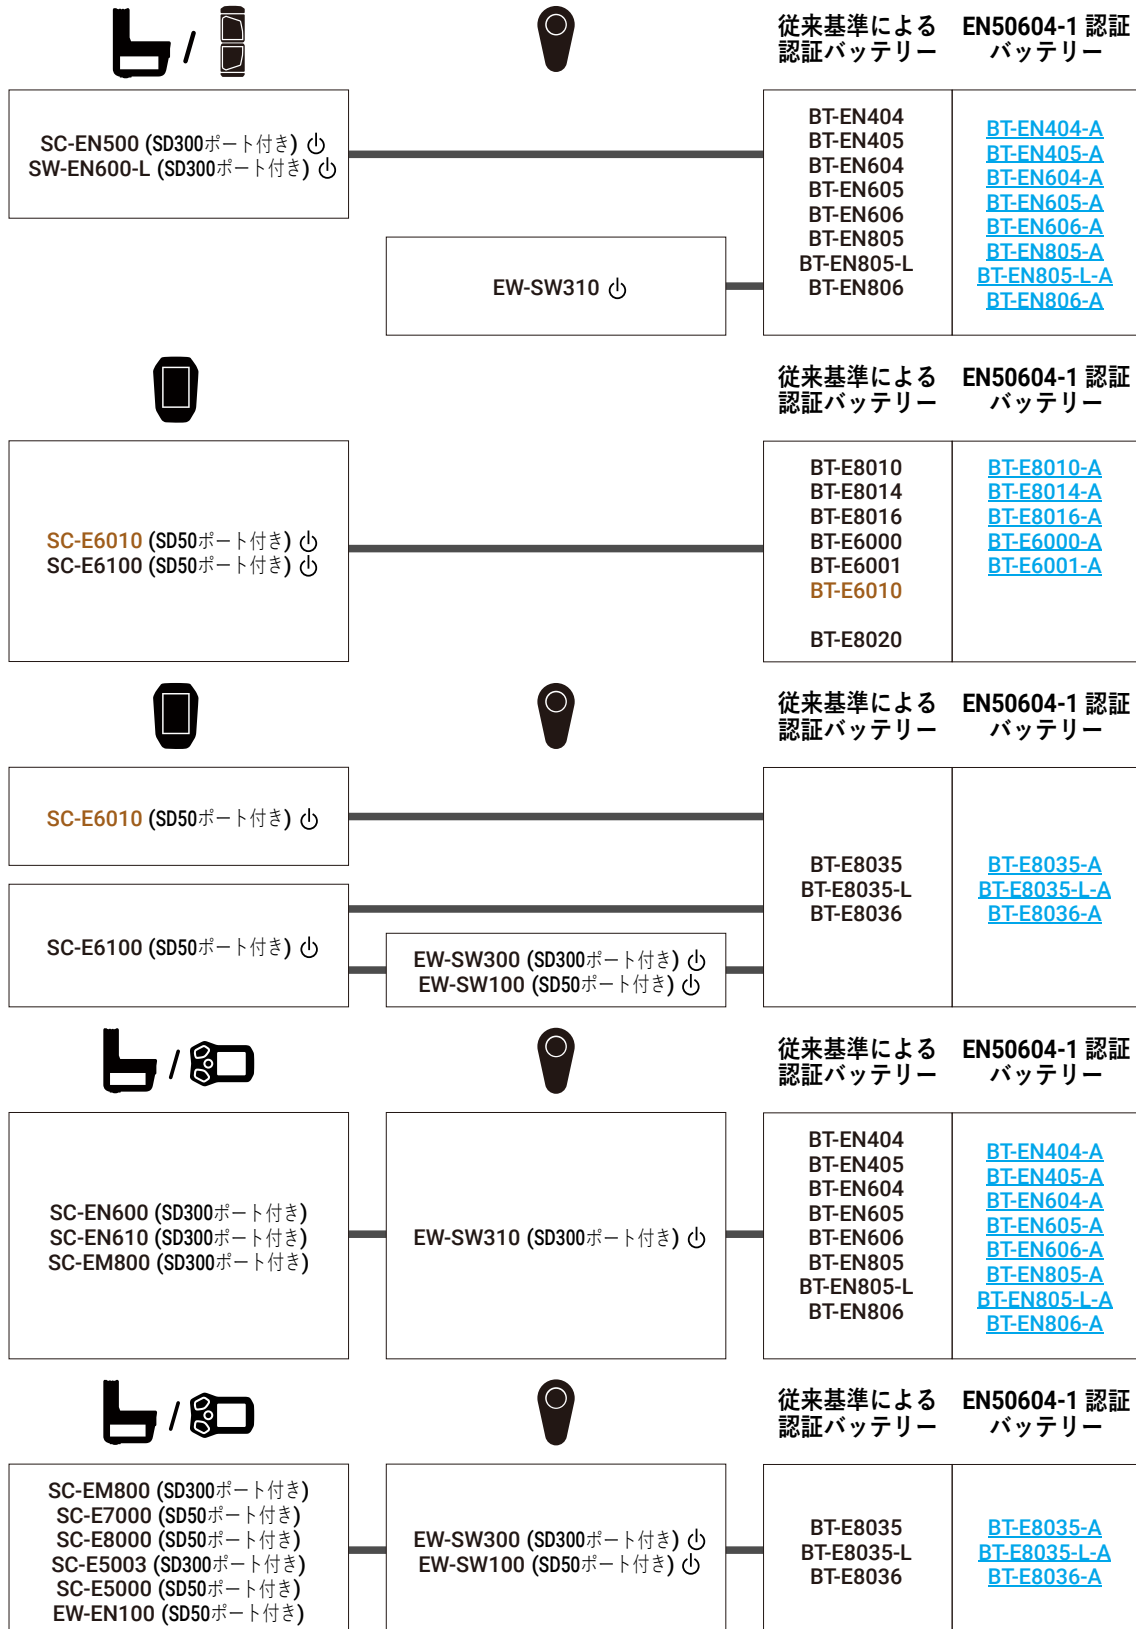 従来基準による
認証バッテリー
EN50604-1 認証
バッテリー
SC-EN500 (SD300ポート付き)
SW-EN600-L (SD300ポート付き)
EW-SW310
BT-EN404
BT-EN405
BT-EN604
BT-EN605
BT-EN606
BT-EN805
BT-EN805-L
BT-EN806
BT-EN404-A
BT-EN405-A
BT-EN604-A
BT-EN605-A
BT-EN606-A
BT-EN805-A
BT-EN805-L-A
BT-EN806-A
従来基準による
認証バッテリー
EN50604-1 認証
バッテリー
SC-E6010 (SD50ポート付き)
SC-E6100 (SD50ポート付き)
BT-E8010
BT-E8014
BT-E8016
BT-E6000
BT-E6001
BT-E6010
BT-E8020
BT-E8010-A
BT-E8014-A
BT-E8016-A
BT-E6000-A
BT-E6001-A
従来基準による
認証バッテリー
EN50604-1 認証
バッテリー
SC-E6010 (SD50ポート付き)
SC-E6100 (SD50ポート付き)
EW-SW300 (SD300ポート付き)
EW-SW100 (SD50ポート付き)
BT-E8035
BT-E8035-L
BT-E8036
BT-E8035-A
BT-E8035-L-A
BT-E8036-A
従来基準による
認証バッテリー
EN50604-1 認証
バッテリー
SC-EN600 (SD300ポート付き)
SC-EN610 (SD300ポート付き)
SC-EM800 (SD300ポート付き)
EW-SW310 (SD300ポート付き)
BT-EN404
BT-EN405
BT-EN604
BT-EN605
BT-EN606
BT-EN805
BT-EN805-L
BT-EN806
BT-EN404-A
BT-EN405-A
BT-EN604-A
BT-EN605-A
BT-EN606-A
BT-EN805-A
BT-EN805-L-A
BT-EN806-A
従来基準による
認証バッテリー
EN50604-1 認証
バッテリー
SC-EM800 (SD300ポート付き)
SC-E7000 (SD50ポート付き)
SC-E8000 (SD50ポート付き)
SC-E5003 (SD300ポート付き)
SC-E5000 (SD50ポート付き)
EW-EN100 (SD50ポート付き)
EW-SW300 (SD300ポート付き)
EW-SW100 (SD50ポート付き)
BT-E8035
BT-E8035-L
BT-E8036
BT-E8035-A
BT-E8035-L-A
BT-E8036-A